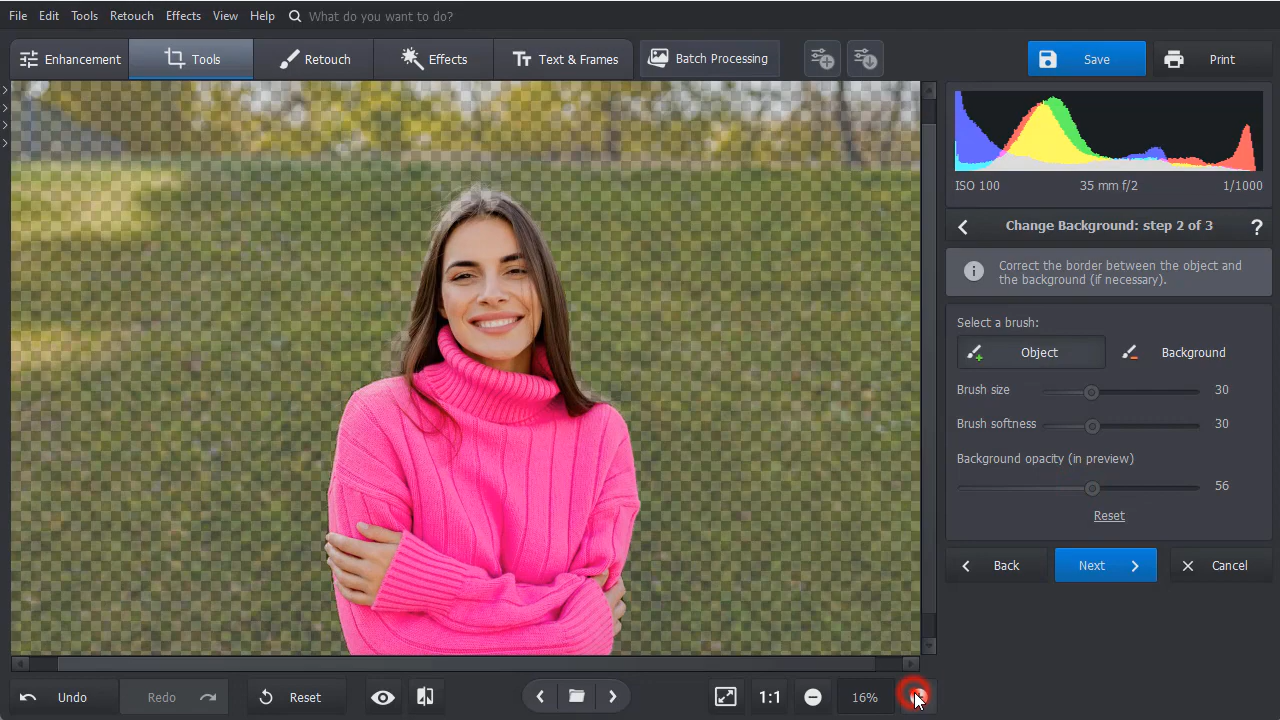 File Edit Tools Retouch Effects View Help What do you want to do?
Enhancement Tools Retouch Effects Text & Frames Batch Processing Save Print
ISO 100 35 mm f/2 1/1000
Change Background: step 2 of 3 ?
Correct the border between the object and
the background (if necessary).
Select a brush:
Object Background
Brush size 30
Brush softness 30
Background opacity (in preview)
56
Reset
Back Next Cancel
Undo Redo Reset 1:1 16%